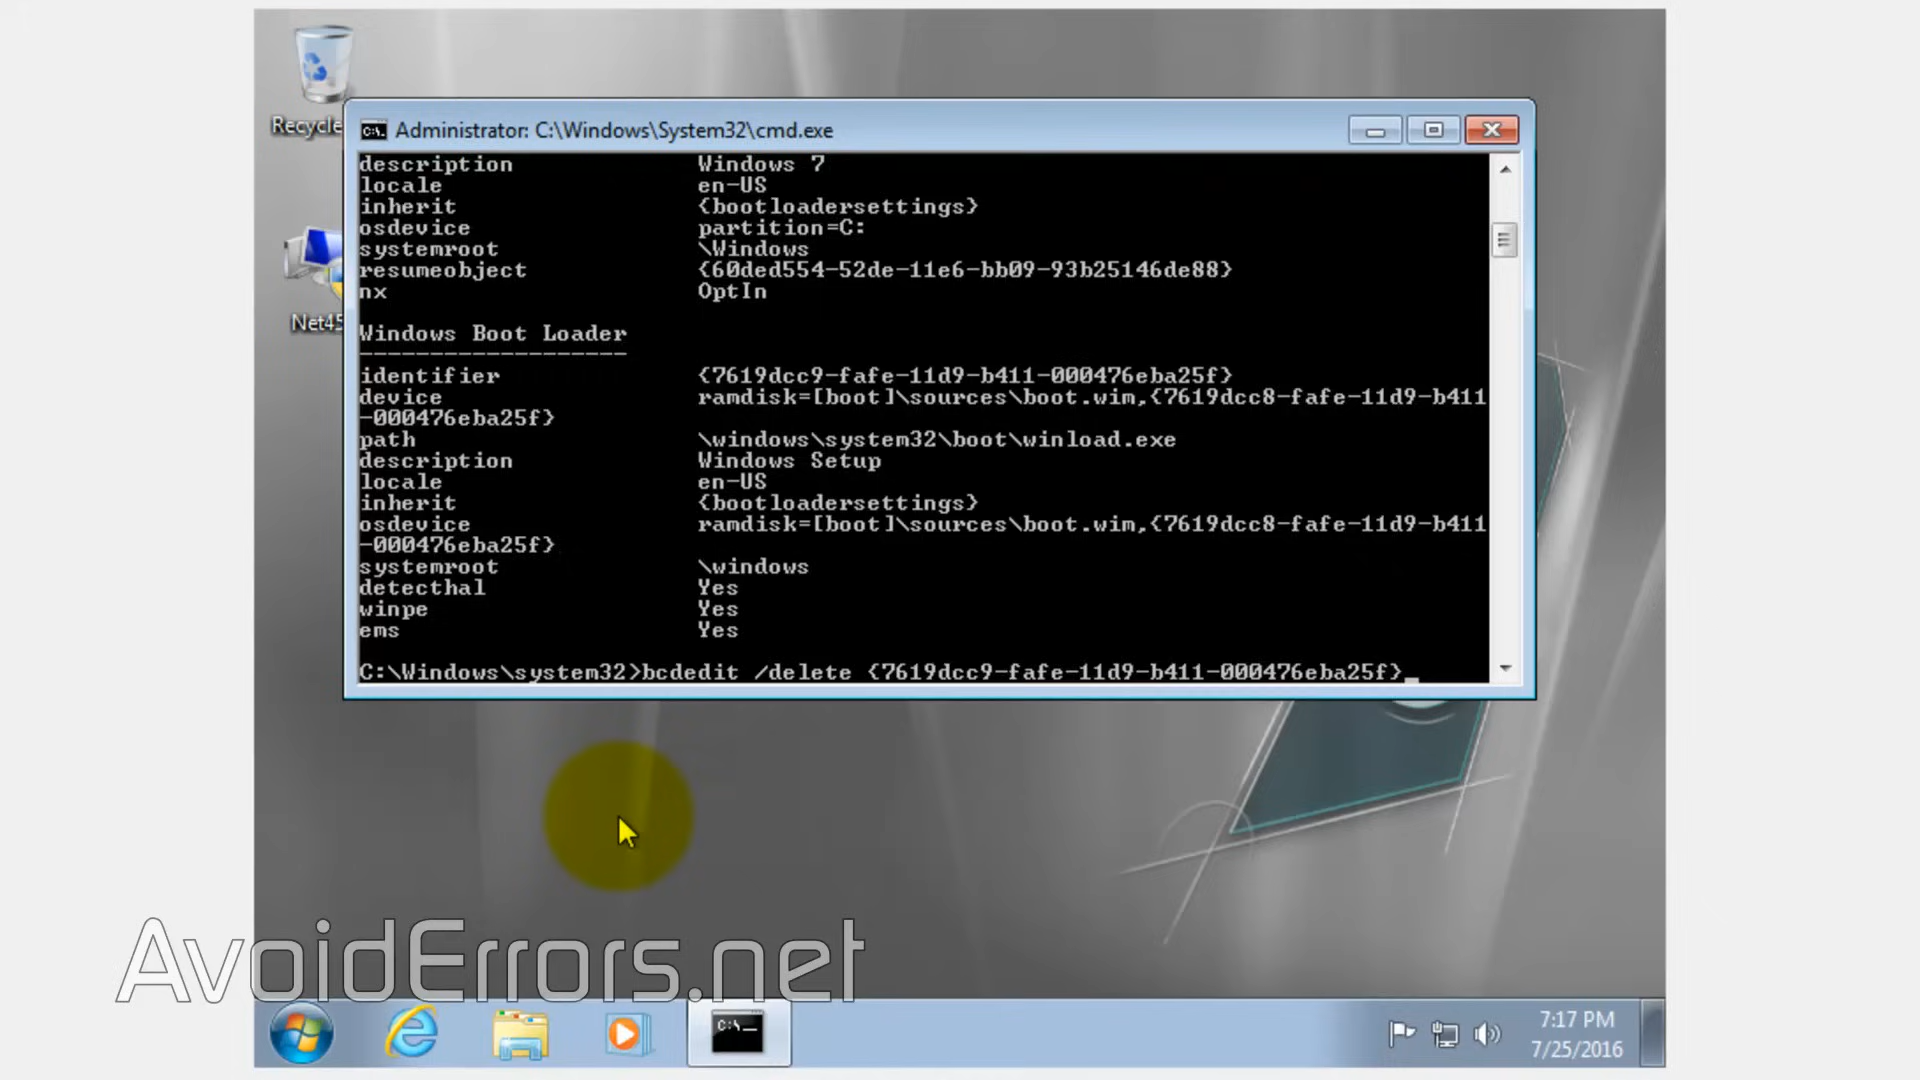 Recycle
Administrator: C:\Windows\System32\cmd.exe
description Windows 7
locale en-US
inherit {bootloadersettings}
osdevice partition=C:
systemroot \Windows
resumeobject {60ded554-52de-11e6-bb09-93b25146de88}
nx OptIn
Net45
Windows Boot Loader
-------------------
identifier {7619dcc9-fafe-11d9-b411-000476eba25f}
device ramdisk=[boot]\sources\boot.wim,{7619dcc8-fafe-11d9-b411
-000476eba25f}
path \windows\system32\boot\winload.exe
description Windows Setup
locale en-US
inherit {bootloadersettings}
osdevice ramdisk=[boot]\sources\boot.wim,{7619dcc8-fafe-11d9-b411
-000476eba25f}
systemroot \windows
detecthal Yes
winpe Yes
ems Yes
C:\Windows\system32>bcdedit /delete {7619dcc9-fafe-11d9-b411-000476eba25f}_
AvoidErrors.net
C:\_
7:17 PM
7/25/2016